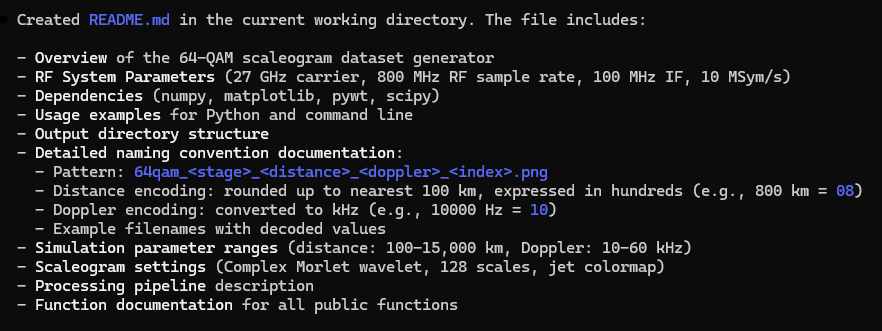 ● Created README.md in the current working directory. The file includes:
- Overview of the 64-QAM scaleogram dataset generator
- RF System Parameters (27 GHz carrier, 800 MHz RF sample rate, 100 MHz IF, 10 MSym/s)
- Dependencies (numpy, matplotlib, pywt, scipy)
- Usage examples for Python and command line
- Output directory structure
- Detailed naming convention documentation:
- Pattern: 64qam_<stage>_<distance>_<doppler>_<index>.png
- Distance encoding: rounded up to nearest 100 km, expressed in hundreds (e.g., 800 km = 08)
- Doppler encoding: converted to kHz (e.g., 10000 Hz = 10)
- Example filenames with decoded values
- Simulation parameter ranges (distance: 100-15,000 km, Doppler: 10-60 kHz)
- Scaleogram settings (Complex Morlet wavelet, 128 scales, jet colormap)
- Processing pipeline description
- Function documentation for all public functions